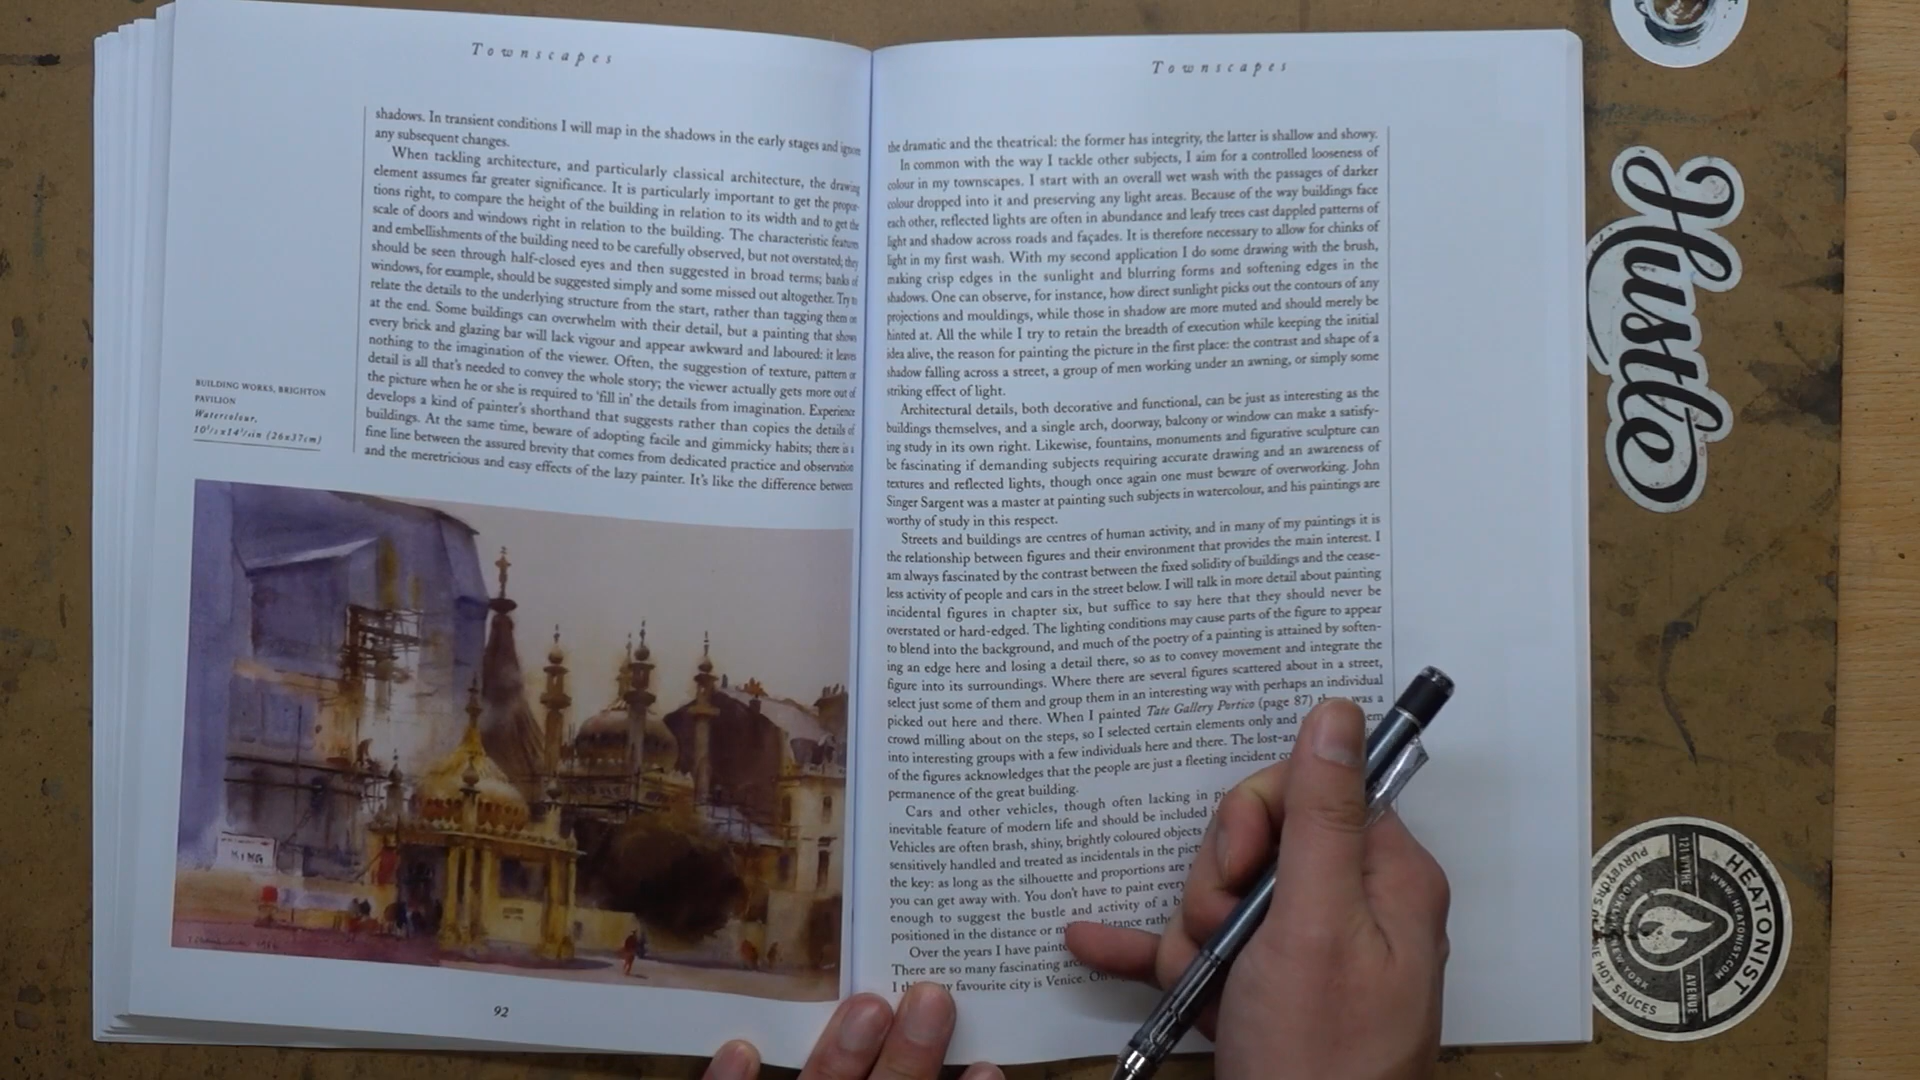 Townscapes
shadows. In transient conditions I will map in the shadows in the early stages and ignore
any subsequent changes.
When tackling architecture, and particularly classical architecture, the drawing
element assumes far greater significance. It is particularly important to get the propor-
tions right, to compare the height of the building in relation to its width and to get the
scale of doors and windows right in relation to the building. The characteristic features
and embellishments of the building need to be carefully observed, but not overstated; they
should be seen through half-closed eyes and then suggested in broad terms; banks of
windows, for example, should be suggested simply and some missed out altogether. Try to
relate the details to the underlying structure from the start, rather than tagging them on
at the end. Some buildings can overwhelm with their detail, but a painting that shows
every brick and glazing bar will lack vigour and appear awkward and laboured: it leaves
nothing to the imagination of the viewer. Often, the suggestion of texture, pattern or
detail is all that's needed to convey the whole story; the viewer actually gets more out of
the picture when he or she is required to 'fill in' the details from imagination. Experience
develops a kind of painter's shorthand that suggests rather than copies the details of
buildings. At the same time, beware of adopting facile and gimmicky habits; there is a
fine line between the assured brevity that comes from dedicated practice and observation
and the meretricious and easy effects of the lazy painter. It's like the difference between
BUILDING WORKS, BRIGHTON
PAVILION
Watercolour,
(26x37cm)
92
Townscapes
the dramatic and the theatrical: the former has integrity, the latter is shallow and showy.
In common with the way I tackle other subjects, I aim for a controlled looseness of
colour in my townscapes. I start with an overall wet wash with the passages of darker
colour dropped into it and preserving any light areas. Because of the way buildings face
each other, reflected lights are often in abundance and leafy trees cast dappled patterns of
light and shadow across roads and façades. It is therefore necessary to allow for chinks of
light in my first wash. With my second application I do some drawing with the brush,
making crisp edges in the sunlight and blurring forms and softening edges in the
shadows. One can observe, for instance, how direct sunlight picks out the contours of any
projections and mouldings, while those in shadow are more muted and should merely be
hinted at. All the while I try to retain the breadth of execution while keeping the initial
idea alive, the reason for painting the picture in the first place: the contrast and shape of a
shadow falling across a street, a group of men working under an awning, or simply some
striking effect of light.
Architectural details, both decorative and functional, can be just as interesting as the
buildings themselves, and a single arch, doorway, balcony or window can make a satisfy-
ing study in its own right. Likewise, fountains, monuments and figurative sculpture can
be fascinating if demanding subjects requiring accurate drawing and an awareness of
textures and reflected lights, though once again one must beware of overworking. John
Singer Sargent was a master at painting such subjects in watercolour, and his paintings are
worthy of study in this respect.
Streets and buildings are centres of human activity, and in many of my paintings it is
the relationship between figures and their environment that provides the main interest. I
am always fascinated by the contrast between the fixed solidity of buildings and the cease-
less activity of people and cars in the street below. I will talk in more detail about painting
incidental figures in chapter six, but suffice to say here that they should never be
overstated or hard-edged. The lighting conditions may cause parts of the figure to appear
to blend into the background, and much of the poetry of a painting is attained by soften-
ing an edge here and losing a detail there, so as to convey movement and integrate the
figure into its surroundings. Where there are several figures scattered about in a street,
select just some of them and group them in an interesting way with perhaps an individual
picked out here and there. When I painted Tate Gallery Portico (page 87) was a
crowd milling about on the steps, so I selected certain elements only and
into interesting groups with a few individuals here and there. The
of the figures acknowledges that the people are just a fleeting incident
permanence of the great building.
Cars and other vehicles, though often lacking in
inevitable feature of modern life and should be included
Vehicles are often brash, shiny, brightly coloured objects
sensitively handled and treated as incidentals in the
the key: as long as the silhouette and proportions are
you can get away with. You don't have to paint
enough to suggest the bustle and activity of a
positioned in the distance or
Over the years I have
There are so many fascinating
I favourite city is Venice.
Hustle
HEATONIST
WWW.HEATONIST.COM
121 WYTHE
AVENUE
HOT SAUCES